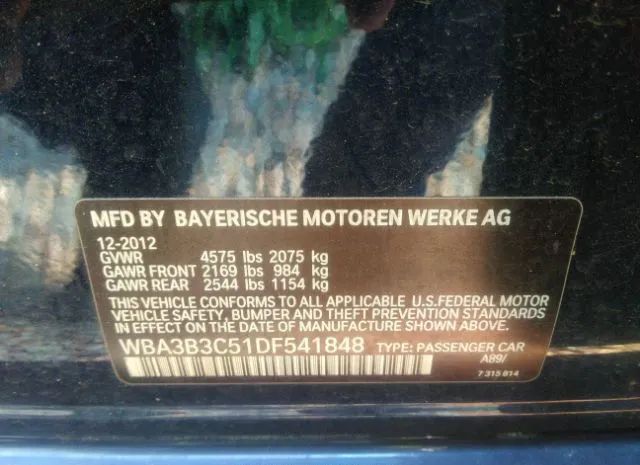 MFD BY BAYERISCHE MOTOREN WERKE AG
12-2012
GVWR 4575 lbs 2075 kg
GAWR FRONT 2169 lbs 984 kg
GAWR REAR 2544 lbs 1154 kg
THIS VEHICLE CONFORMS TO ALL APPLICABLE U.S.FEDERAL MOTOR
VEHICLE SAFETY, BUMPER AND THEFT PREVENTION STANDARDS
IN EFFECT ON THE DATE OF MANUFACTURE SHOWN ABOVE.
WBA3B3C51DF541848 TYPE: PASSENGER CAR
A89/
7 315 814